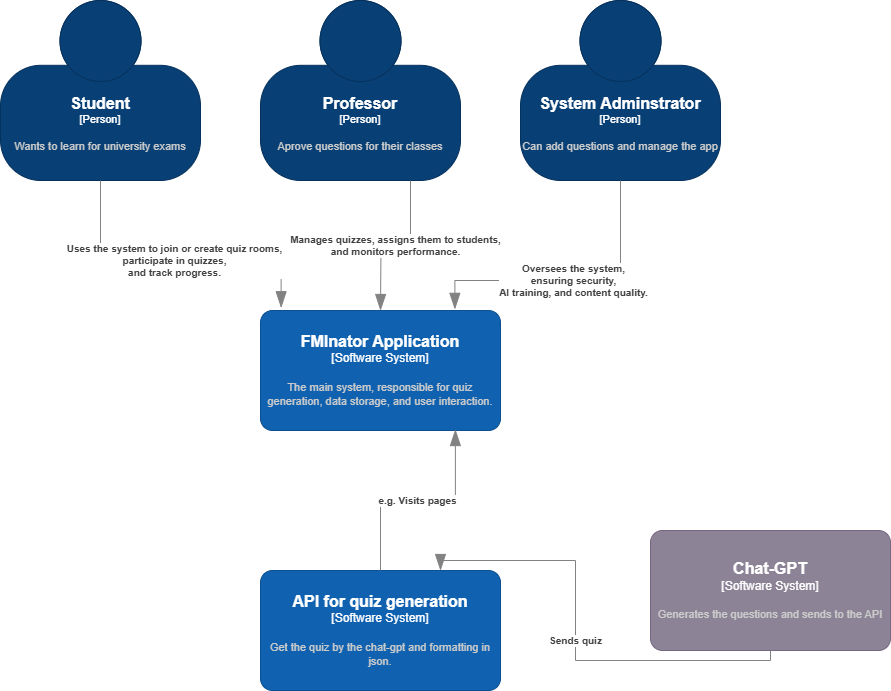 Student
[Person]
Wants to learn for university exams
Professor
[Person]
Aprove questions for their classes
System Adminstrator
[Person]
Can add questions and manage the app
Uses the system to join or create quiz rooms,
participate in quizzes,
and track progress.
Manages quizzes, assigns them to students,
and monitors performance.
Oversees the system,
ensuring security,
AI training, and content quality.
FMInator Application
[Software System]
The main system, responsible for quiz
generation, data storage, and user interaction.
e.g. Visits pages
API for quiz generation
[Software System]
Get the quiz by the chat-gpt and formatting in
json.
Sends quiz
Chat-GPT
[Software System]
Generates the questions and sends to the API